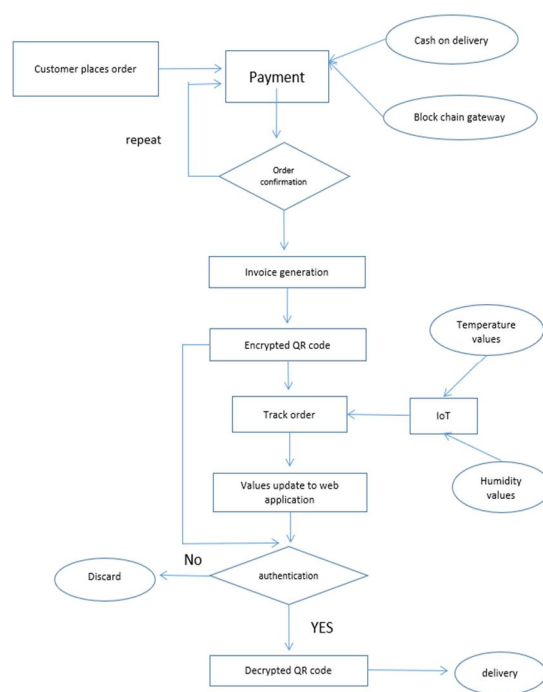 Cash on delivery
Customer places order
Payment
Block chain gateway
repeat
Order
confirmation
Invoice generation
Temperature
values
Encrypted QR code
Track order
IoT
Values update to web
application
Humidity
values
No
Discard
authentication
YES
Decrypted QR code
delivery